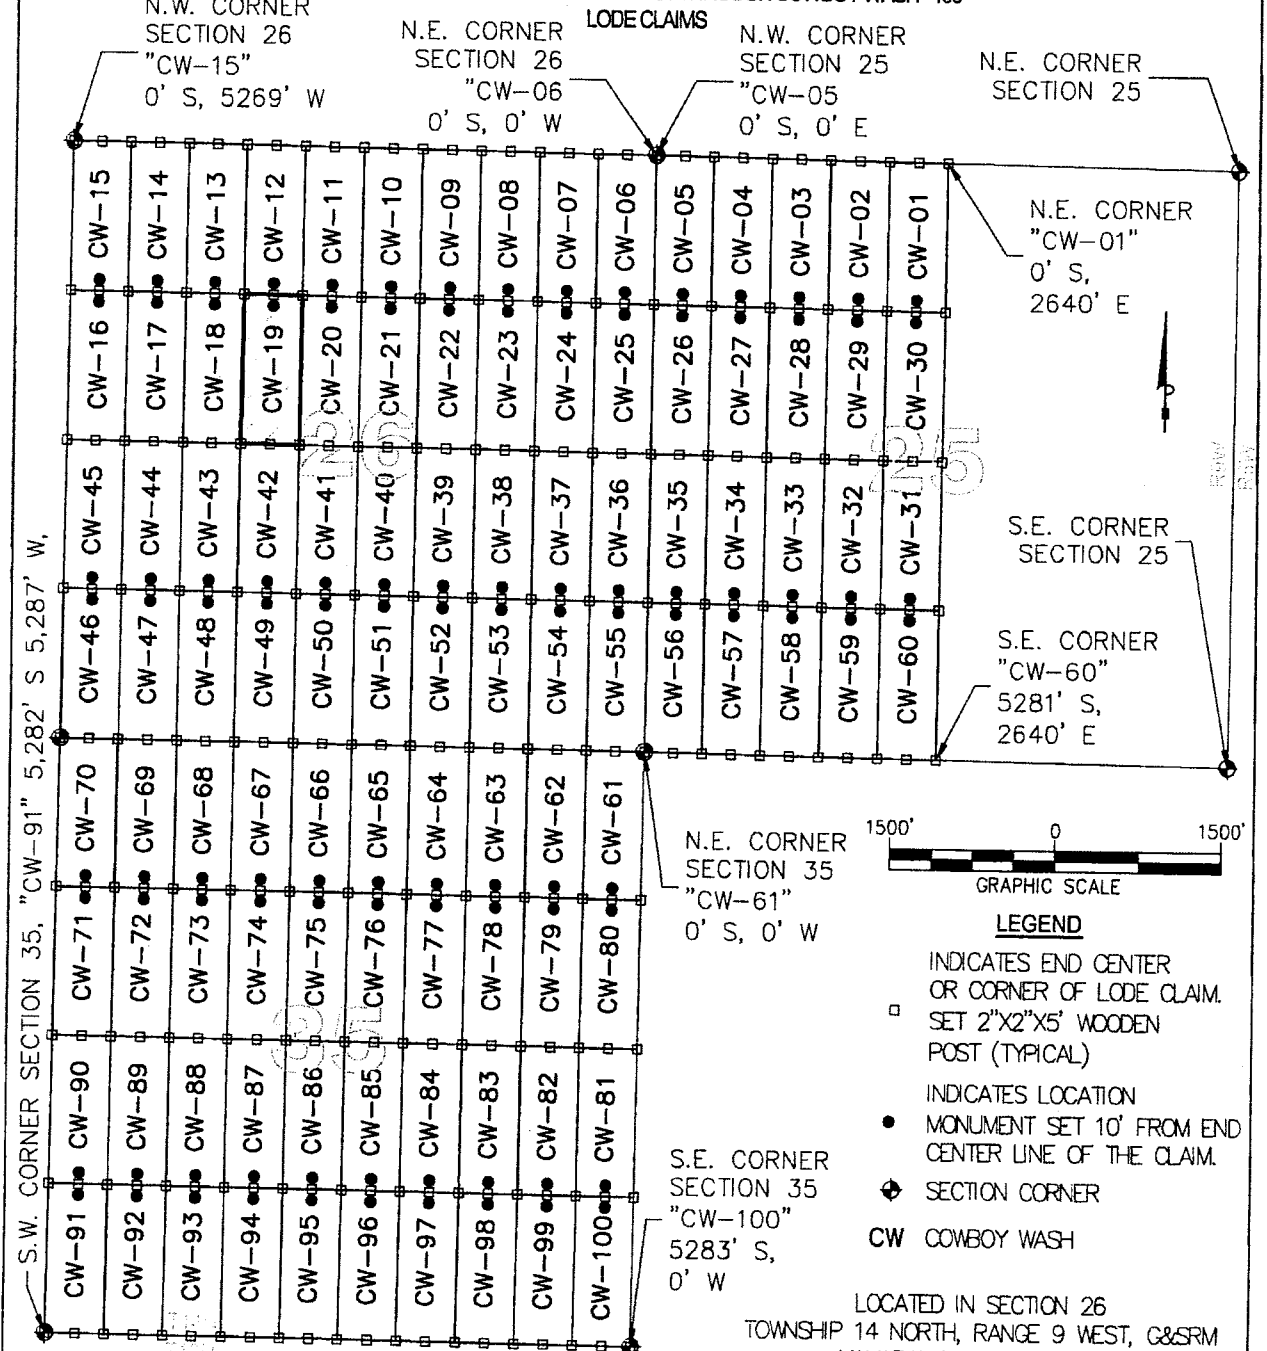 LODE CLAIMS
N.W. CORNER
SECTION 26
"CW-15"
0' S, 5269' W
N.E. CORNER
SECTION 26
"CW-06
0' S, 0' W
N.W. CORNER
SECTION 25
"CW-05
0' S, 0' E
N.E. CORNER
SECTION 25
CW-15 CW-14 CW-13 CW-12 CW-11 CW-10 CW-09 CW-08 CW-07 CW-06 CW-05 CW-04 CW-03 CW-02 CW-01
N.E. CORNER
"CW-01"
0' S,
2640' E
CW-16 CW-17 CW-18 CW-19 CW-20 CW-21 CW-22 CW-23 CW-24 CW-25 CW-26 CW-27 CW-28 CW-29 CW-30
26
25
ROW
ROW
CW-45 CW-44 CW-43 CW-42 CW-41 CW-40 CW-39 CW-38 CW-37 CW-36 CW-35 CW-34 CW-33 CW-32 CW-31
S.E. CORNER
SECTION 25
CW-46 CW-47 CW-48 CW-49 CW-50 CW-51 CW-52 CW-53 CW-54 CW-55 CW-56 CW-57 CW-58 CW-59 CW-60
S.E. CORNER
"CW-60"
5281' S,
2640' E
S.W. CORNER SECTION 35, "CW-91" 5,282' S 5,287' W,
CW-70 CW-69 CW-68 CW-67 CW-66 CW-65 CW-64 CW-63 CW-62 CW-61
N.E. CORNER
SECTION 35
"CW-61"
0' S, 0' W
1500' 0 1500'
GRAPHIC SCALE
CW-71 CW-72 CW-73 CW-74 CW-75 CW-76 CW-77 CW-78 CW-79 CW-80
35
CW-90 CW-89 CW-88 CW-87 CW-86 CW-85 CW-84 CW-83 CW-82 CW-81
CW-91 CW-92 CW-93 CW-94 CW-95 CW-96 CW-97 CW-98 CW-99 CW-100
S.E. CORNER
SECTION 35
"CW-100"
5283' S,
0' W
LEGEND
INDICATES END CENTER
OR CORNER OF LODE CLAIM.
SET 2"X2"X5' WOODEN
POST (TYPICAL)
INDICATES LOCATION
MONUMENT SET 10' FROM END
CENTER LINE OF THE CLAIM.
SECTION CORNER
CW COWBOY WASH
LOCATED IN SECTION 26
TOWNSHIP 14 NORTH, RANGE 9 WEST, G&SRM